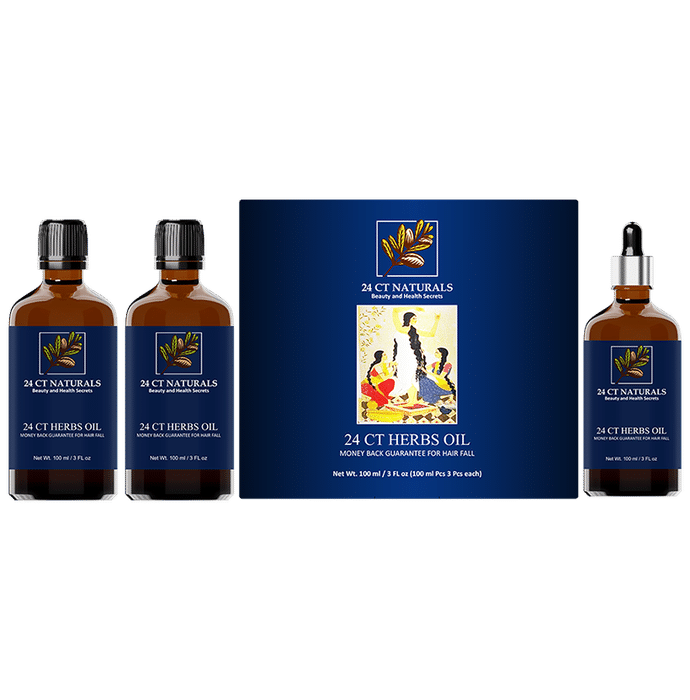 24 CT NATURALS
Beauty and Health Secrets
24 CT HERBS OIL
MONEY BACK GUARANTEE FOR HAIR FALL
Net Wt. 100 ml / 3 FL oz
24 CT NATURALS
Beauty and Health Secrets
24 CT HERBS OIL
MONEY BACK GUARANTEE FOR HAIR FALL
Net Wt. 100 ml / 3 FL oz
24 CT NATURALS
Beauty and Health Secrets
24 CT HERBS OIL
MONEY BACK GUARANTEE FOR HAIR FALL
Net Wt. 100 ml / 3 FL oz (100 ml Pcs 3 Pcs each)
24 CT NATURALS
Beauty and Health Secrets
24 CT HERBS OIL
MONEY BACK GUARANTEE FOR HAIR FALL
Net Wt. 100 ml / 3 FL oz